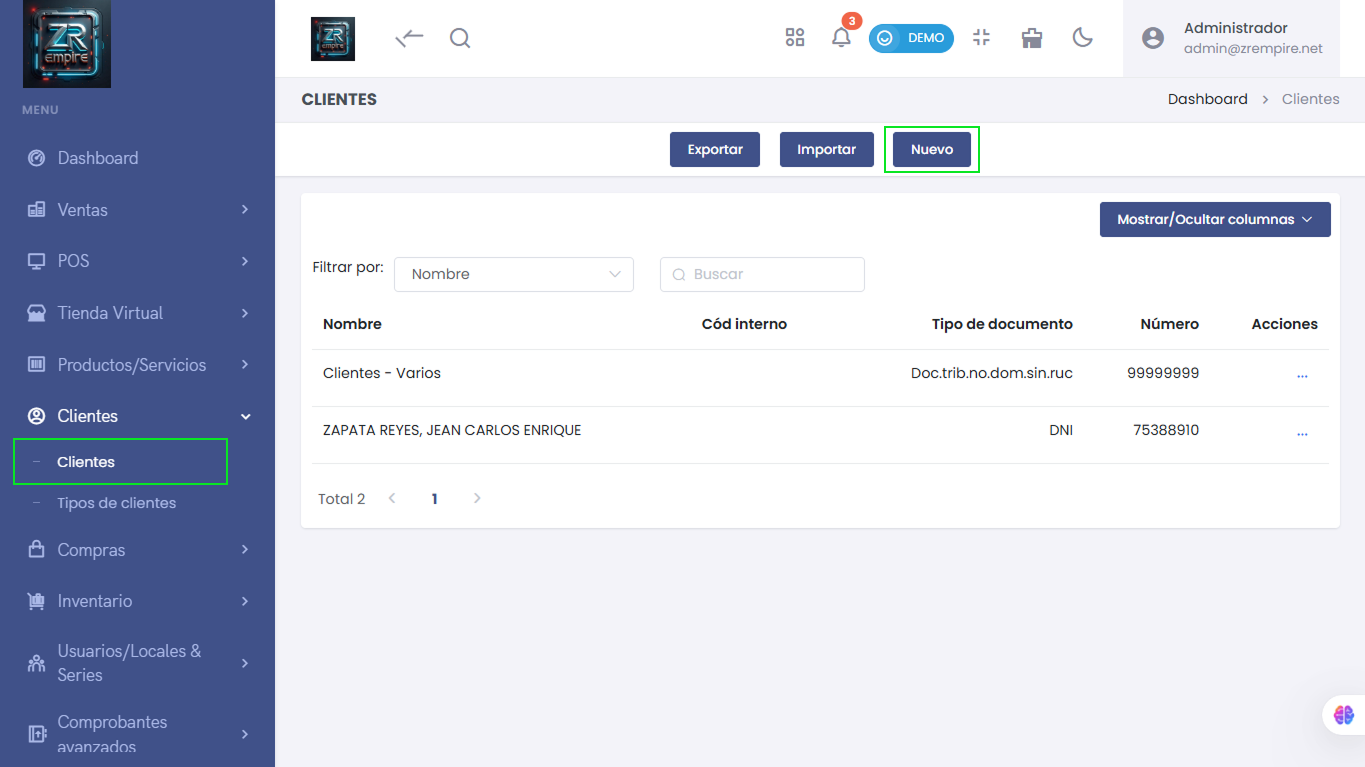 ZR
empire
MENU
Dashboard
Ventas
POS
Tienda Virtual
Productos/Servicios
Clientes
Clientes
Tipos de clientes
Compras
Inventario
Usuarios/Locales &
Series
Comprobantes
avanzados
ZR
empire
3
DEMO
Administrador
admin@zrempire.net
CLIENTES
Dashboard > Clientes
Exportar Importar Nuevo
Mostrar/Ocultar columnas
Filtrar por: Nombre Buscar
Nombre Cód interno Tipo de documento Número Acciones
Clientes - Varios Doc.trib.no.dom.sin.ruc 99999999 ...
ZAPATA REYES, JEAN CARLOS ENRIQUE DNI 75388910 ...
Total 2 < 1 >